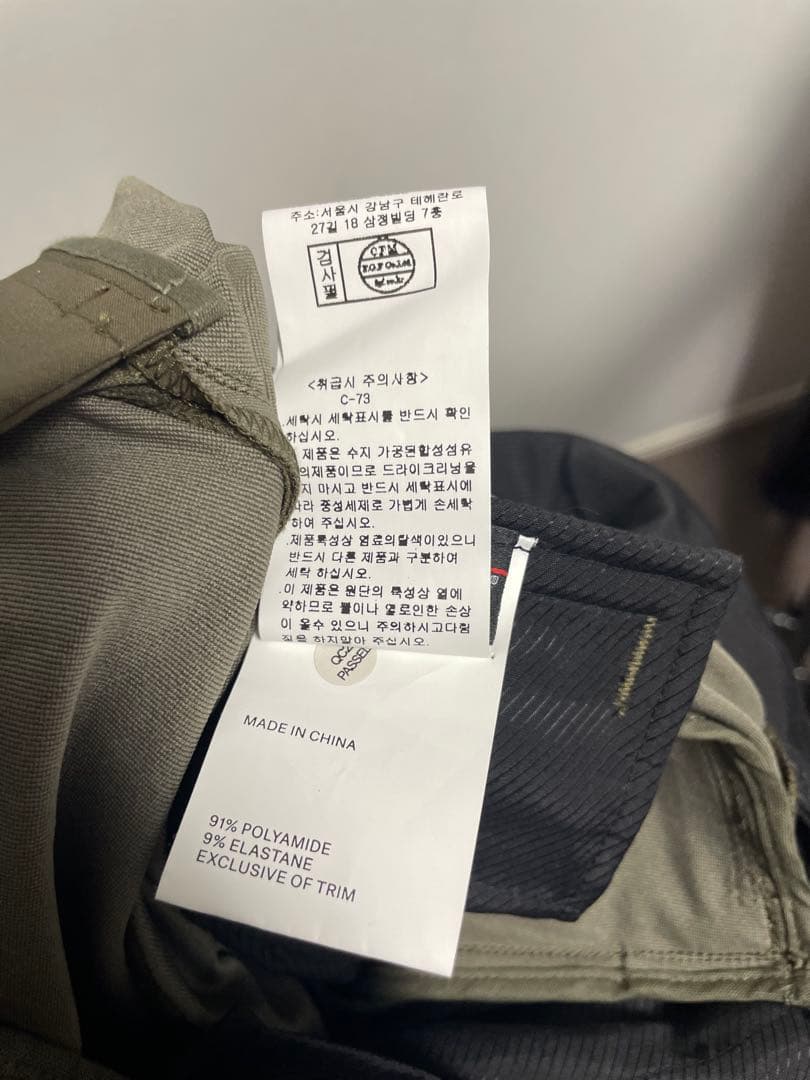 주소:서울시 강남구 테헤란로
27길 18 삼정빌딩 7층
검사필
<취급시 주의사항>
C-73
.세탁시 세탁표시를 반드시 확인
하십시오.
제품은 수지 가공된합성섬유
의제품이므로 드라이크리닝을
지 마시고 반드시 세탁표시에
라 중성세제로 가볍게 손세탁
하여 주십시오.
.제품특성상 염료의탈색이있으니
반드시 다른 제품과 구분하여
세탁 하십시오.
.이 제품은 원단의 특성상 열에
약하므로 불이나 열로인한 손상
이 올수 있으니 주의하시고다림
질을 하지말아 주십시오.
QC2
PASSED
MADE IN CHINA
91% POLYAMIDE
9% ELASTANE
EXCLUSIVE OF TRIM